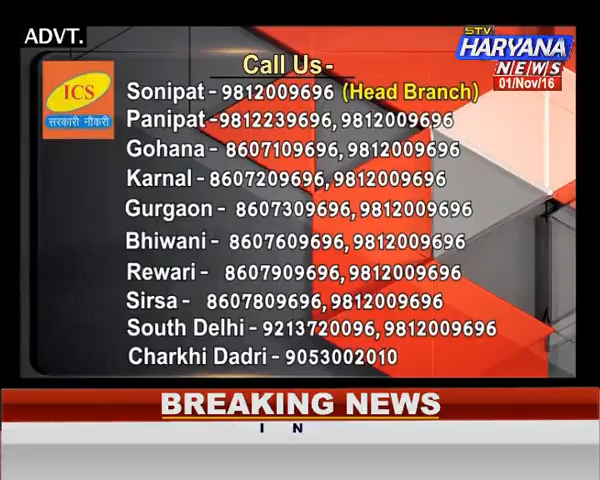 ADVT.
STV
HARYANA
NEWS
01/Nov/16
ICS
सरकारी नौकरी
Call Us -
Sonipat - 9812009696 (Head Branch)
Panipat - 9812239696, 9812009696
Gohana - 8607109696, 9812009696
Karnal - 8607209696, 9812009696
Gurgaon - 8607309696, 9812009696
Bhiwani - 8607609696, 9812009696
Rewari - 8607909696, 9812009696
Sirsa - 8607809696, 9812009696
South Delhi - 9213720096, 9812009696
Charkhi Dadri - 9053002010
BREAKING NEWS
I N